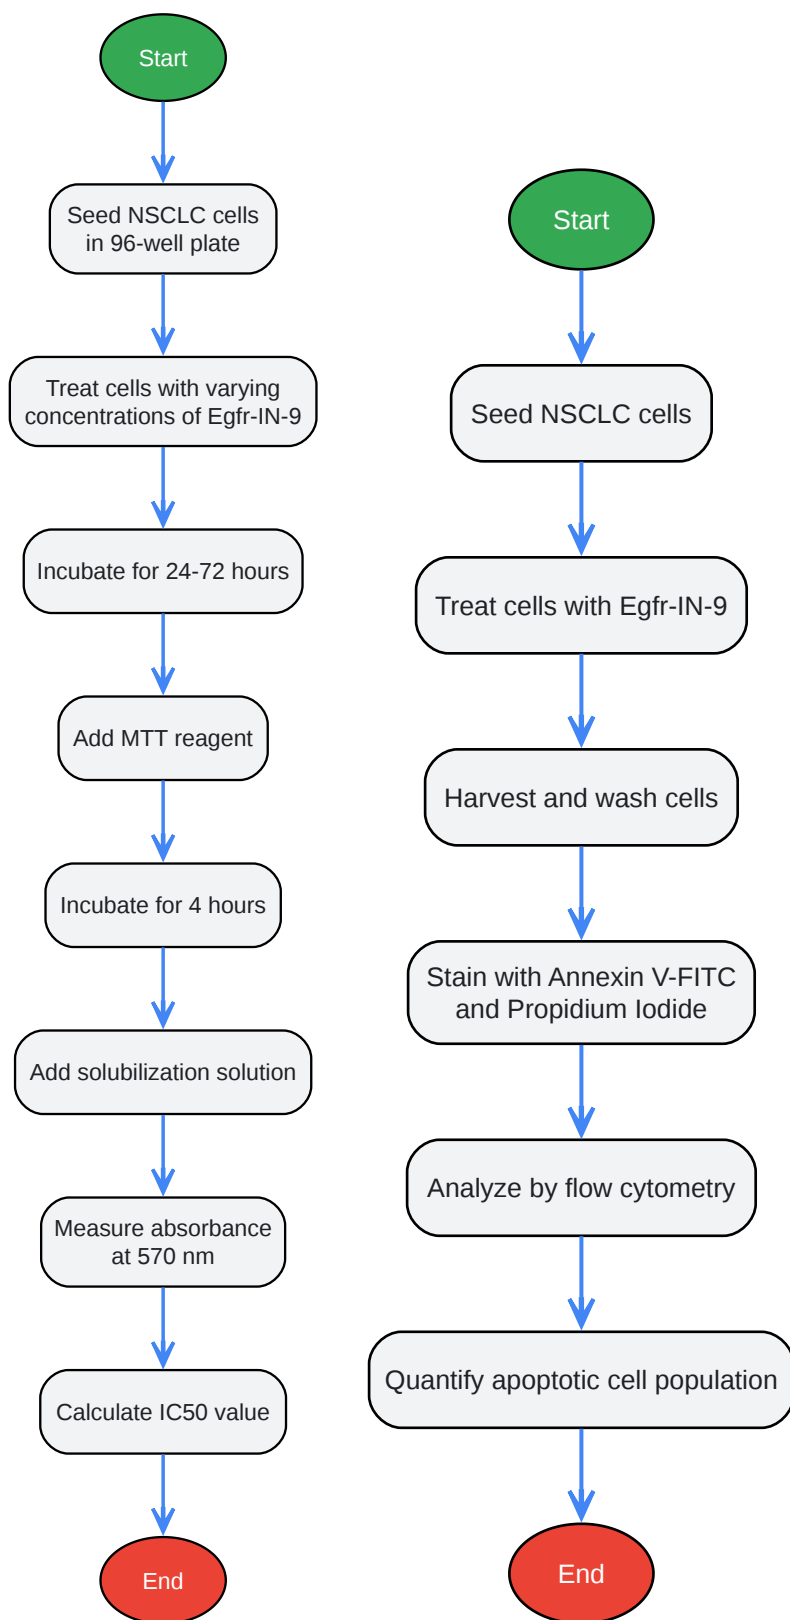 Start
Seed NSCLC cells
in 96-well plate
Treat cells with varying
concentrations of Egfr-IN-9
Incubate for 24-72 hours
Add MTT reagent
Incubate for 4 hours
Add solubilization solution
Measure absorbance
at 570 nm
Calculate IC50 value
End
Start
Seed NSCLC cells
Treat cells with Egfr-IN-9
Harvest and wash cells
Stain with Annexin V-FITC
and Propidium Iodide
Analyze by flow cytometry
Quantify apoptotic cell population
End